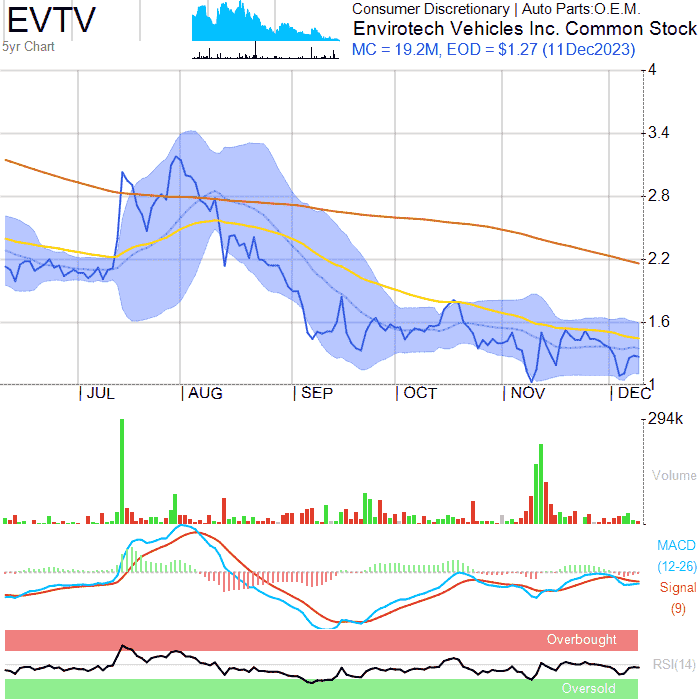 EVTV
5yr Chart
Consumer Discretionary | Auto Parts:O.E.M.
Envirotech Vehicles Inc. Common Stock
MC = 19.2M, EOD = $1.27 (11Dec2023)
4
3.4
2.8
2.2
1.6
1
| JUL | AUG | SEP | OCT | NOV | DEC
294k
Volume
MACD
(12-26)
Signal
(9)
Overbought
RSI(14)
Oversold